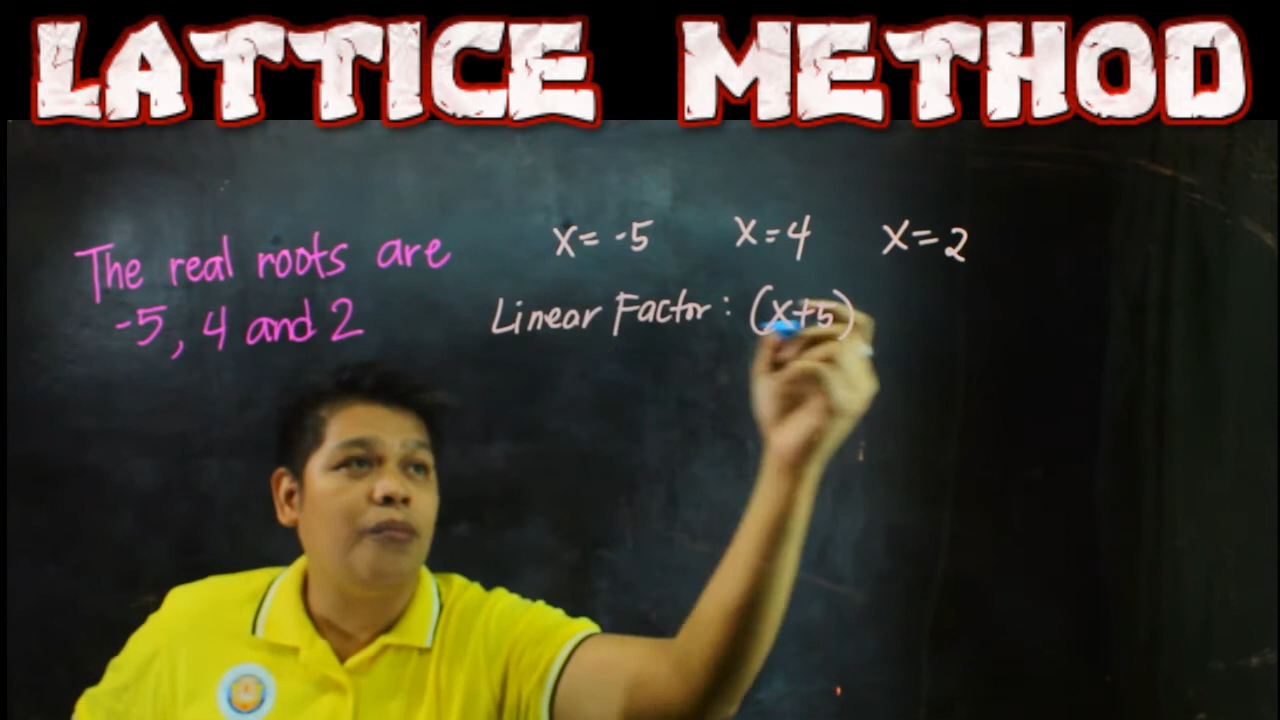 LATTICE METHOD
The real roots are
-5, 4 and 2
x= -5 x=4 x=2
Linear Factor: (x+5)